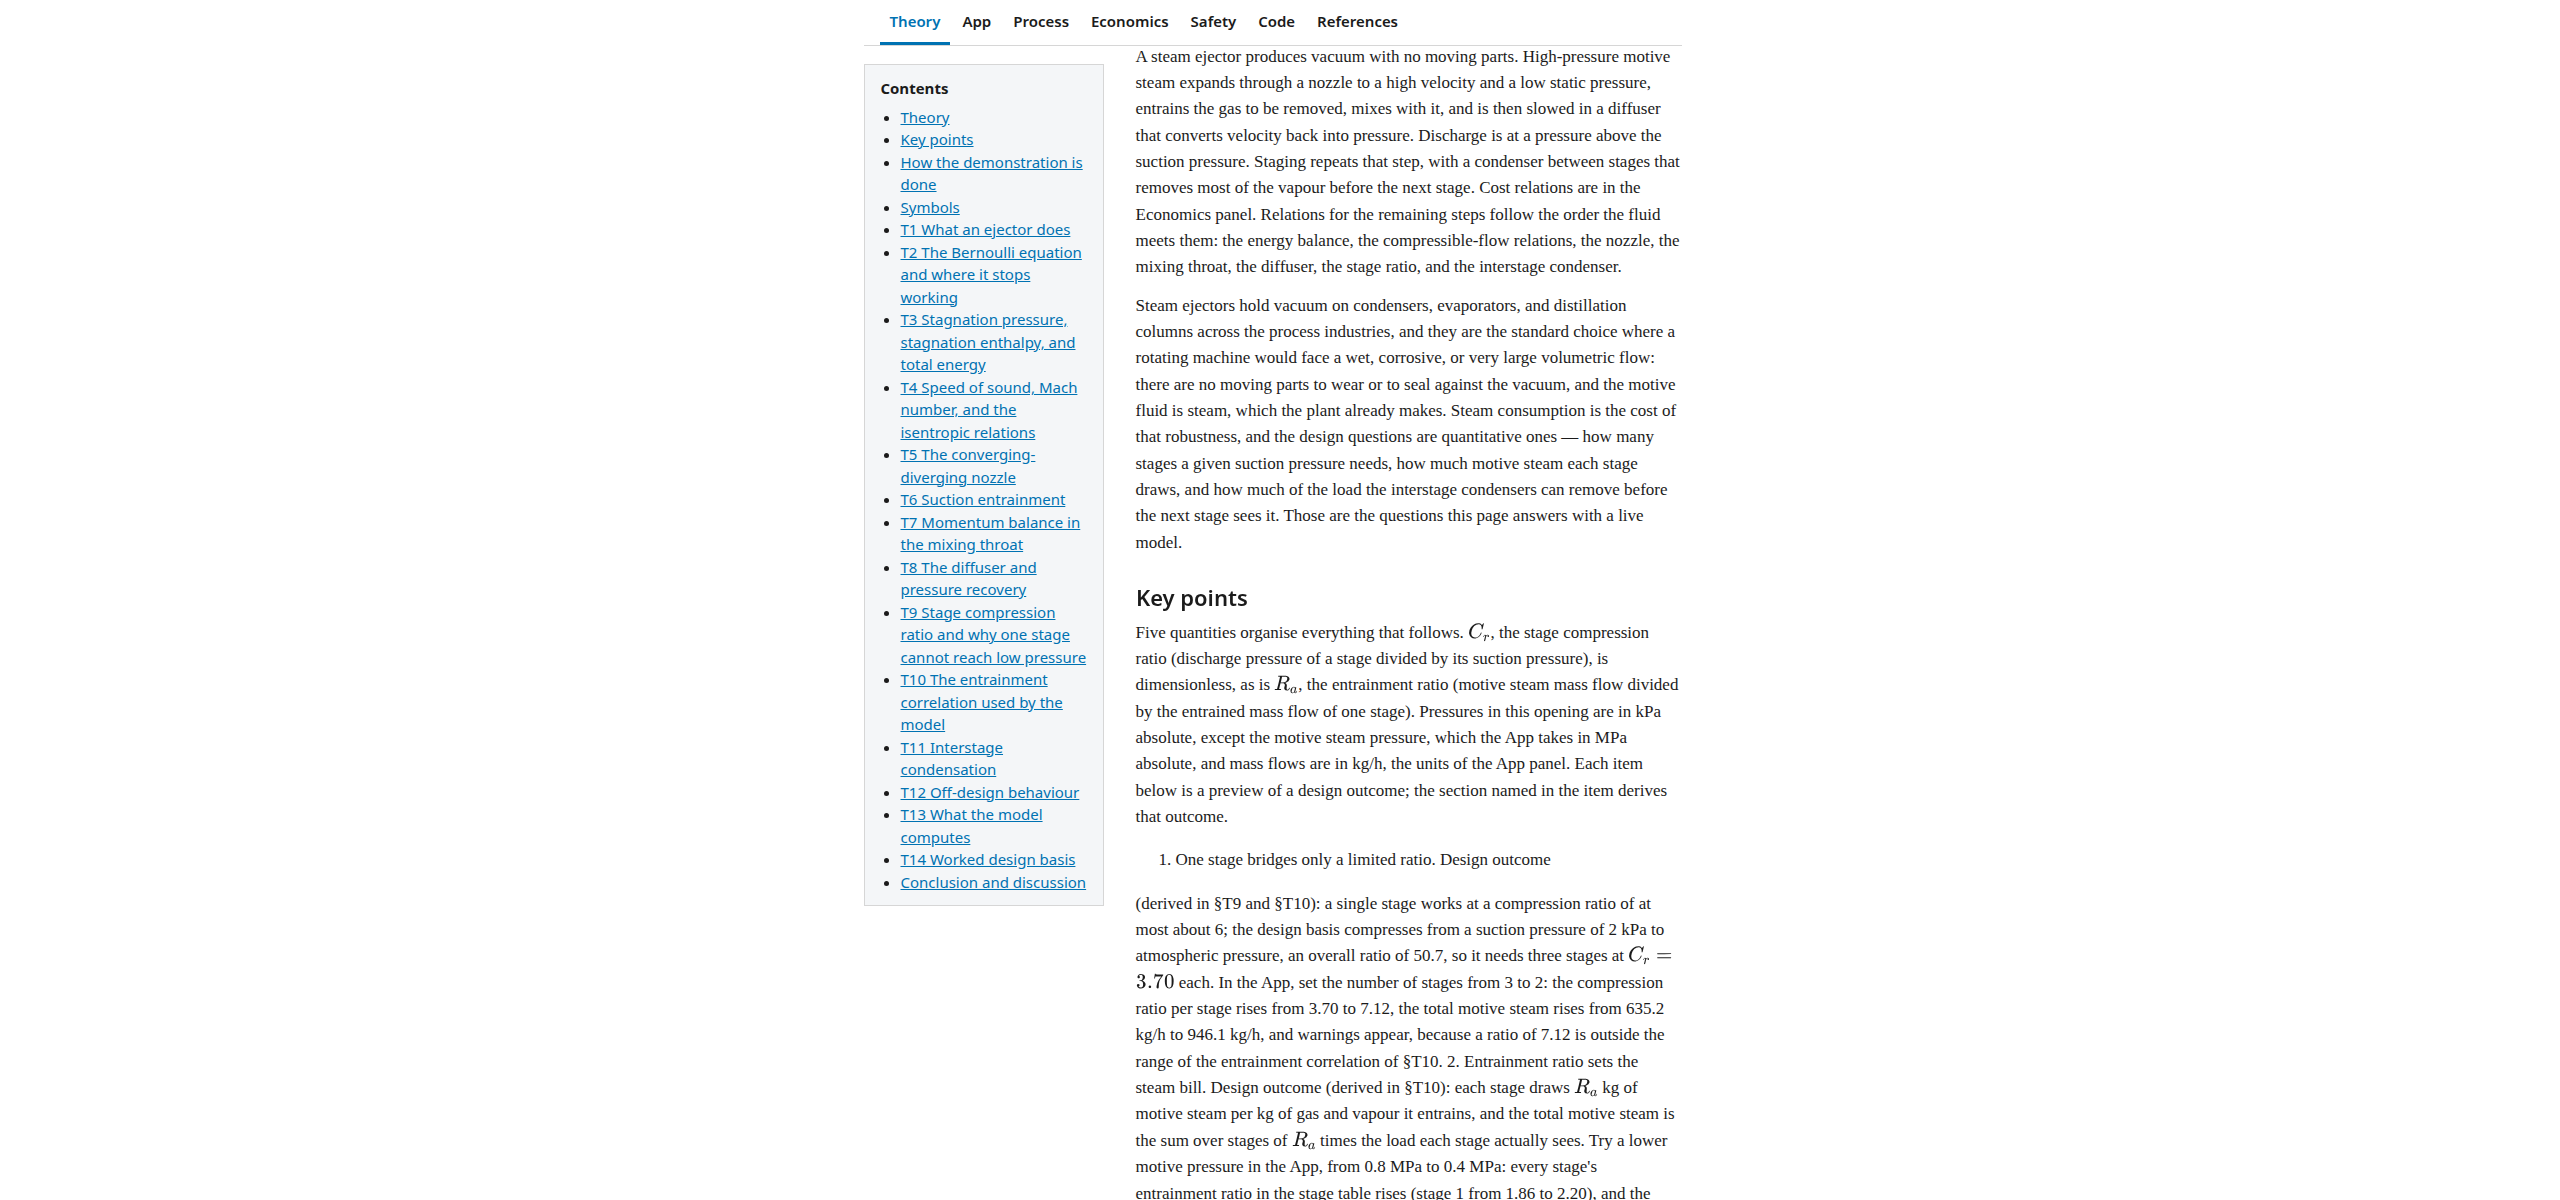 Theory App Process Economics Safety Code References
Contents
Theory
Key points
How the demonstration is
done
Symbols
T1 What an ejector does
T2 The Bernoulli equation
and where it stops
working
T3 Stagnation pressure,
stagnation enthalpy, and
total energy
T4 Speed of sound, Mach
number, and the
isentropic relations
T5 The converging-
diverging nozzle
T6 Suction entrainment
T7 Momentum balance in
the mixing throat
T8 The diffuser and
pressure recovery
T9 Stage compression
ratio and why one stage
cannot reach low pressure
T10 The entrainment
correlation used by the
model
T11 Interstage
condensation
T12 Off-design behaviour
T13 What the model
computes
T14 Worked design basis
Conclusion and discussion
A steam ejector produces vacuum with no moving parts. High-pressure motive
steam expands through a nozzle to a high velocity and a low static pressure,
entrains the gas to be removed, mixes with it, and is then slowed in a diffuser
that converts velocity back into pressure. Discharge is at a pressure above the
suction pressure. Staging repeats that step, with a condenser between stages that
removes most of the vapour before the next stage. Cost relations are in the
Economics panel. Relations for the remaining steps follow the order the fluid
meets them: the energy balance, the compressible-flow relations, the nozzle, the
mixing throat, the diffuser, the stage ratio, and the interstage condenser.
Steam ejectors hold vacuum on condensers, evaporators, and distillation
columns across the process industries, and they are the standard choice where a
rotating machine would face a wet, corrosive, or very large volumetric flow:
there are no moving parts to wear or to seal against the vacuum, and the motive
fluid is steam, which the plant already makes. Steam consumption is the cost of
that robustness, and the design questions are quantitative ones — how many
stages a given suction pressure needs, how much motive steam each stage
draws, and how much of the load the interstage condensers can remove before
the next stage sees it. Those are the questions this page answers with a live
model.
Key points
Five quantities organise everything that follows. C_r, the stage compression
ratio (discharge pressure of a stage divided by its suction pressure), is
dimensionless, as is R_a, the entrainment ratio (motive steam mass flow divided
by the entrained mass flow of one stage). Pressures in this opening are in kPa
absolute, except the motive steam pressure, which the App takes in MPa
absolute, and mass flows are in kg/h, the units of the App panel. Each item
below is a preview of a design outcome; the section named in the item derives
that outcome.
1. One stage bridges only a limited ratio. Design outcome
(derived in §T9 and §T10): a single stage works at a compression ratio of at
most about 6; the design basis compresses from a suction pressure of 2 kPa to
atmospheric pressure, an overall ratio of 50.7, so it needs three stages at C_r =
3.70 each. In the App, set the number of stages from 3 to 2: the compression
ratio per stage rises from 3.70 to 7.12, the total motive steam rises from 635.2
kg/h to 946.1 kg/h, and warnings appear, because a ratio of 7.12 is outside the
range of the entrainment correlation of §T10. 2. Entrainment ratio sets the
steam bill. Design outcome (derived in §T10): each stage draws R_a kg of
motive steam per kg of gas and vapour it entrains, and the total motive steam is
the sum over stages of R_a times the load each stage actually sees. Try a lower
motive pressure in the App, from 0.8 MPa to 0.4 MPa: every stage's
entrainment ratio in the stage table rises (stage 1 from 1.86 to 2.20), and the